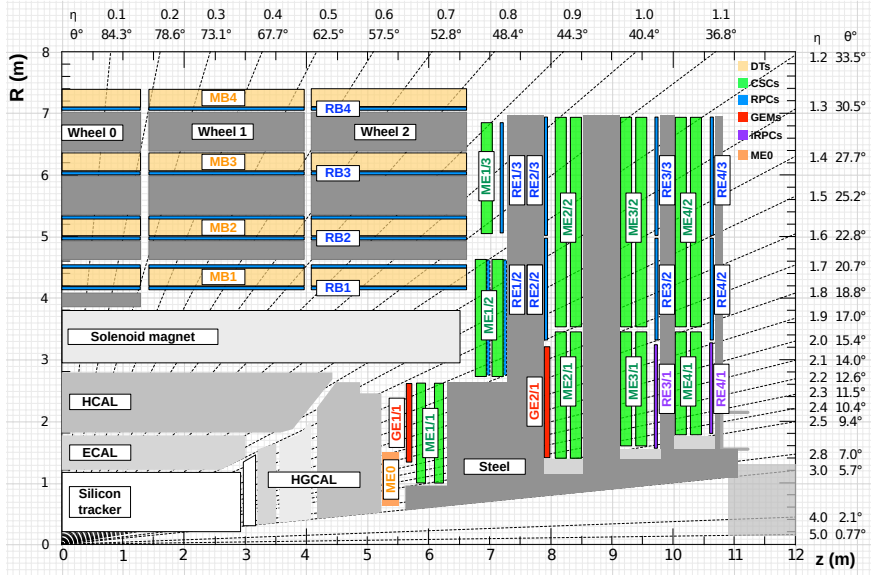 η 0.1 0.2 0.3 0.4 0.5 0.6 0.7 0.8 0.9 1.0 1.1
θ° 84.3° 78.6° 73.1° 67.7° 62.5° 57.5° 52.8° 48.4° 44.3° 40.4° 36.8° η θ°
R (m)
8
7
6
5
4
3
2
1
0
1.2 33.5°
1.3 30.5°
1.4 27.7°
1.5 25.2°
1.6 22.8°
1.7 20.7°
1.8 18.8°
1.9 17.0°
2.0 15.4°
2.1 14.0°
2.2 12.6°
2.3 11.5°
2.4 10.4°
2.5 9.4°
2.8 7.0°
3.0 5.7°
4.0 2.1°
5.0 0.77°
DTs
CSCs
RPCs
GEMs
iRPCs
ME0
MB4
RB4
Wheel 0 Wheel 1 Wheel 2
MB3
RB3
MB2
RB2
MB1
RB1
Solenoid magnet
HCAL
ECAL
Silicon
tracker
HGCAL
Steel
ME0
GE1/1
ME1/1
ME1/2
ME1/3
RE1/3
RE2/3
RE1/2
RE2/2
GE2/1
ME2/2
ME2/1
ME3/2
ME3/1
RE3/3
RE3/2
RE3/1
ME4/2
ME4/1
RE4/3
RE4/2
RE4/1
0 1 2 3 4 5 6 7 8 9 10 11 12
z (m)